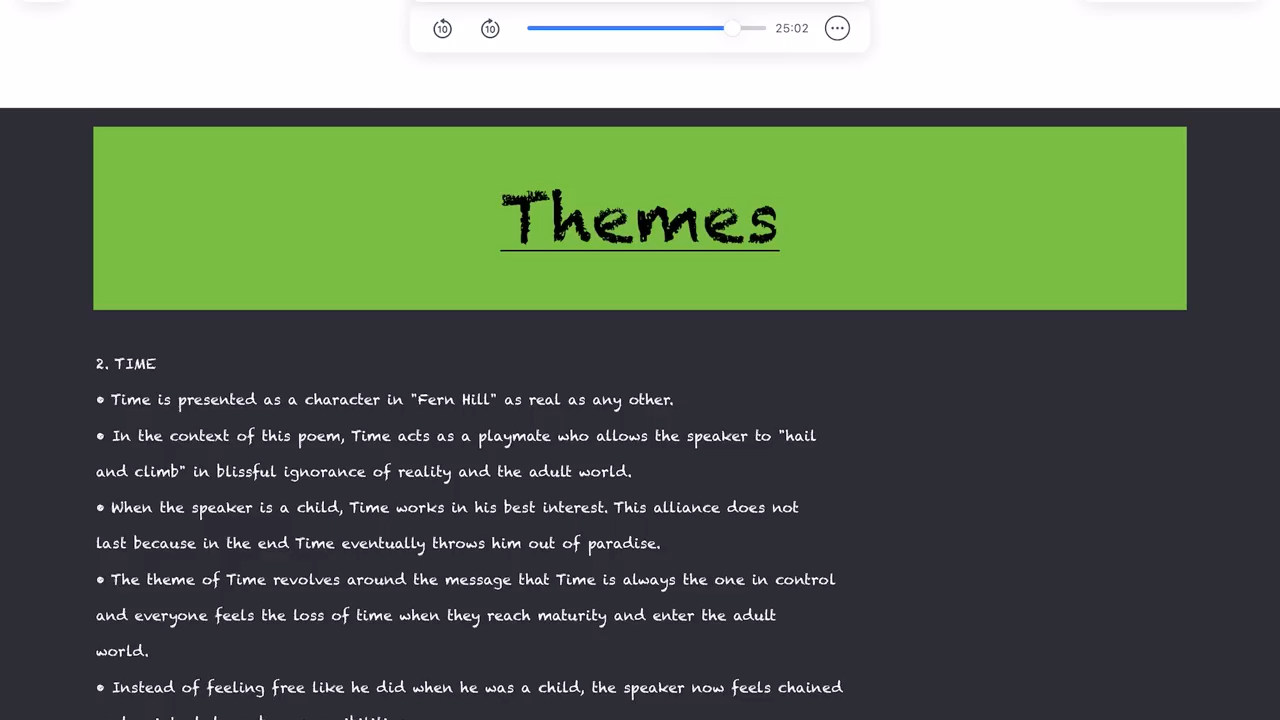 10 10 25:02
Themes
2. TIME
• Time is presented as a character in "Fern Hill" as real as any other.
• In the context of this poem, Time acts as a playmate who allows the speaker to "hail
and climb" in blissful ignorance of reality and the adult world.
• When the speaker is a child, Time works in his best interest. This alliance does not
last because in the end Time eventually throws him out of paradise.
• The theme of Time revolves around the message that Time is always the one in control
and everyone feels the loss of time when they reach maturity and enter the adult
world.
• Instead of feeling free like he did when he was a child, the speaker now feels chained